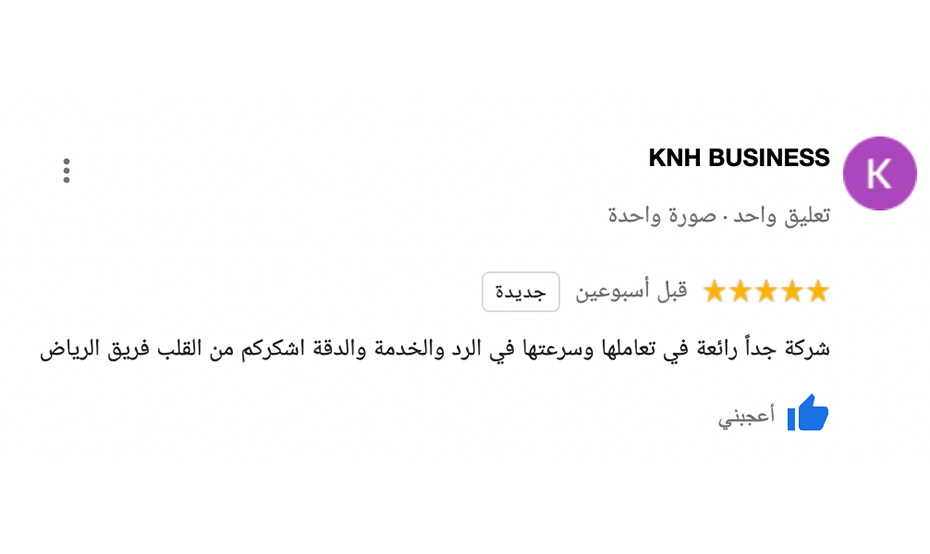 KNH BUSINESS
K
تعليق واحد · صورة واحدة
قبل أسبوعين جديدة
شركة جداً رائعة في تعاملها وسرعتها في الرد والخدمة والدقة اشكركم من القلب فريق الرياض
أعجبني